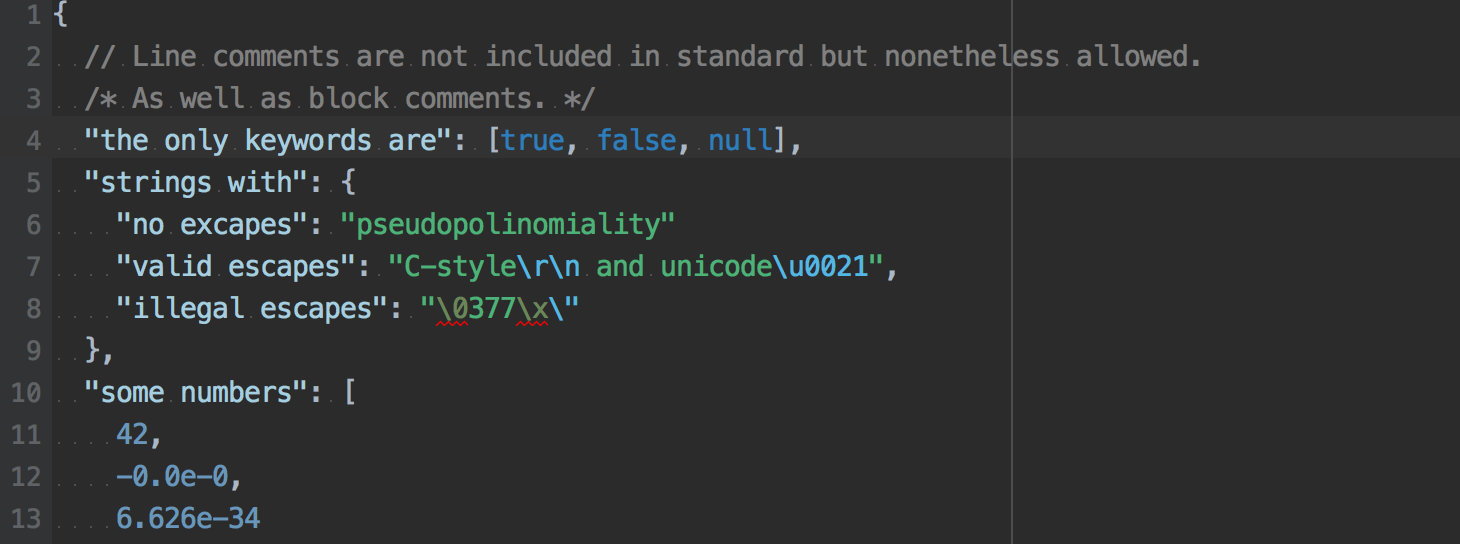 1 {
2 // Line comments are not included in standard but nonetheless allowed.
3 /* As well as block comments. */
4 "the only keywords are": [true, false, null],
5 "strings with": {
6 "no excapes": "pseudopolinomiality"
7 "valid escapes": "C-style\r\n and unicode\u0021",
8 "illegal escapes": "\0377\x\"
9 },
10 "some numbers": [
11 42,
12 -0.0e-0,
13 6.626e-34